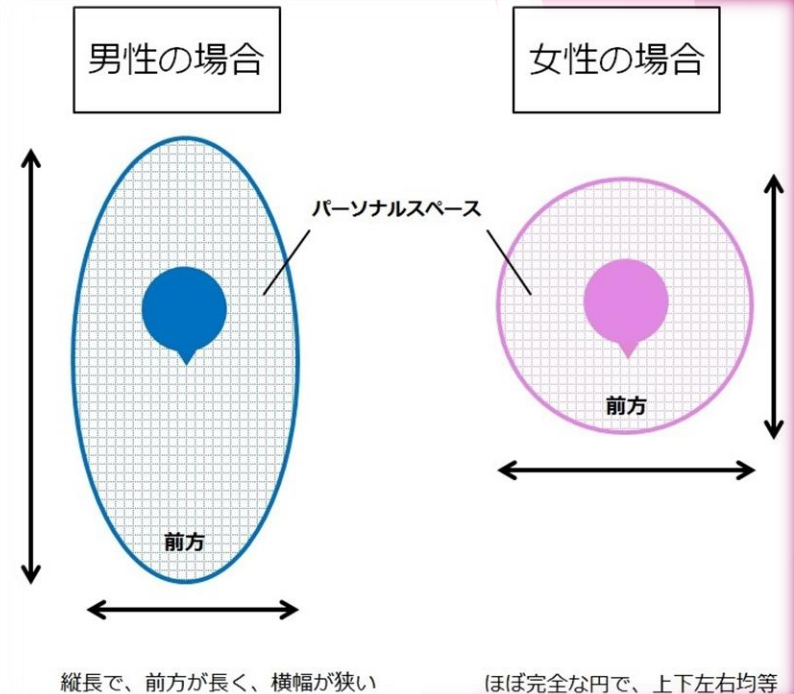 男性の場合
女性の場合
パーソナルスペース
前方
前方
縦長で、前方が長く、横幅が狭い
ほぼ完全な円で、上下左右均等